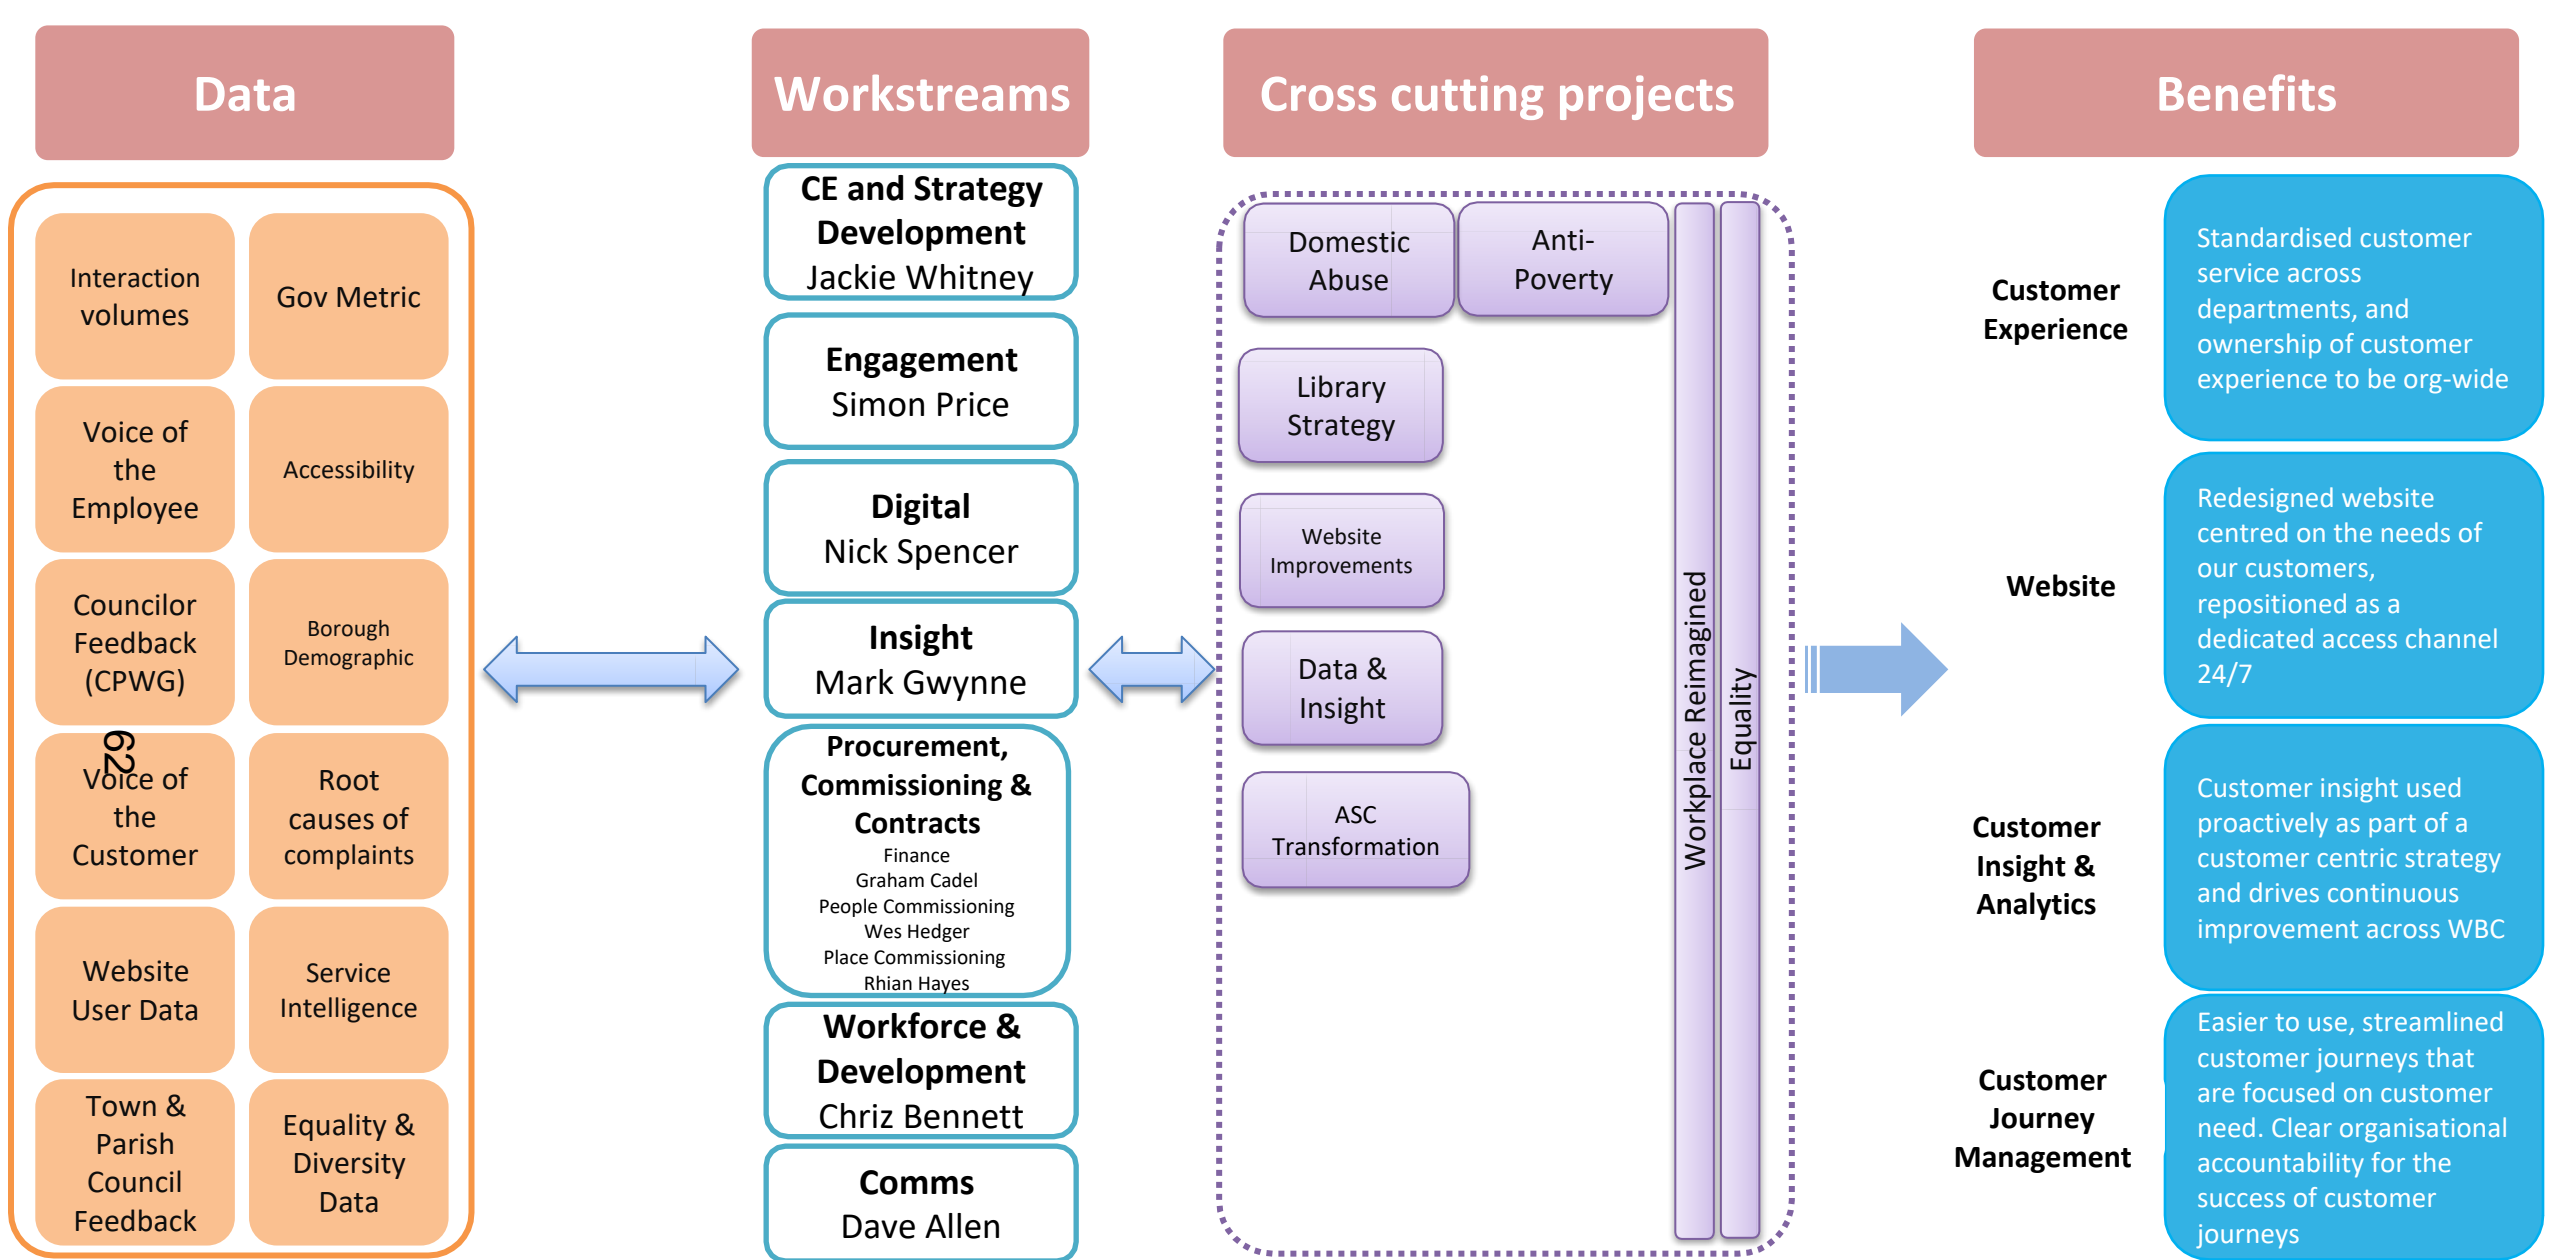 Data
Interaction
volumes
Gov Metric
Voice of
the
Employee
Accessibility
Councilor
Feedback
(CPWG)
Borough
Demographic
62
Voice of
the
Customer
Root
causes of
complaints
Website
User Data
Service
Intelligence
Town &
Parish
Council
Feedback
Equality &
Diversity
Data
Workstreams
CE and Strategy
Development
Jackie Whitney
Engagement
Simon Price
Digital
Nick Spencer
Insight
Mark Gwynne
Procurement,
Commissioning &
Contracts
Finance
Graham Cadel
People Commissioning
Wes Hedger
Place Commissioning
Rhian Hayes
Workforce &
Development
Chriz Bennett
Comms
Dave Allen
Cross cutting projects
Domestic
Abuse
Anti-
Poverty
Library
Strategy
Website
Improvements
Data &
Insight
ASC
Transformation
Workplace Reimagined
Equality
Benefits
Customer
Experience
Standardised customer
service across
departments, and
ownership of customer
experience to be org-wide
Website
Redesigned website
centred on the needs of
our customers,
repositioned as a
dedicated access channel
24/7
Customer
Insight &
Analytics
Customer insight used
proactively as part of a
customer centric strategy
and drives continuous
improvement across WBC
Customer
Journey
Management
Easier to use, streamlined
customer journeys that
are focused on customer
need. Clear organisational
accountability for the
success of customer
journeys